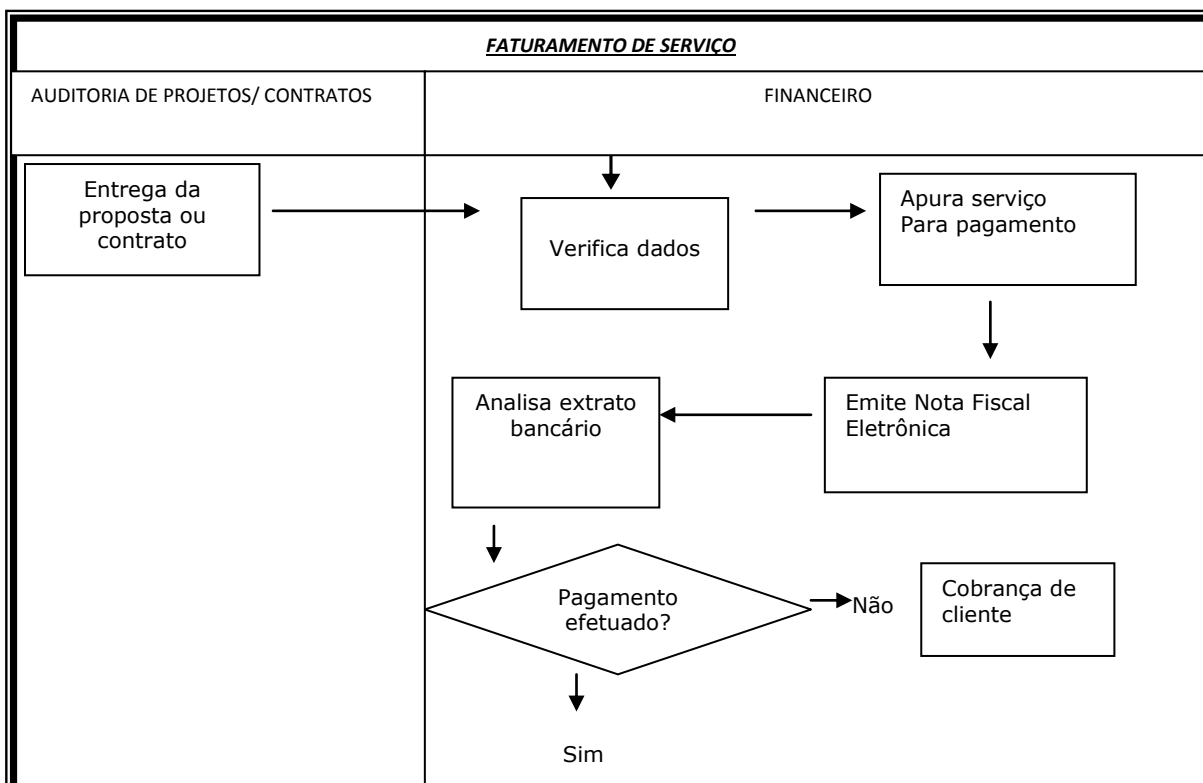 FATURAMENTO DE SERVIÇO
AUDITORIA DE PROJETOS/ CONTRATOS
FINANCEIRO
Entrega da
proposta ou
contrato
Verifica dados
Apura serviço
Para pagamento
Analisa extrato
bancário
Emite Nota Fiscal
Eletrônica
Pagamento
efetuado?
Não
Cobrança de
cliente
Sim